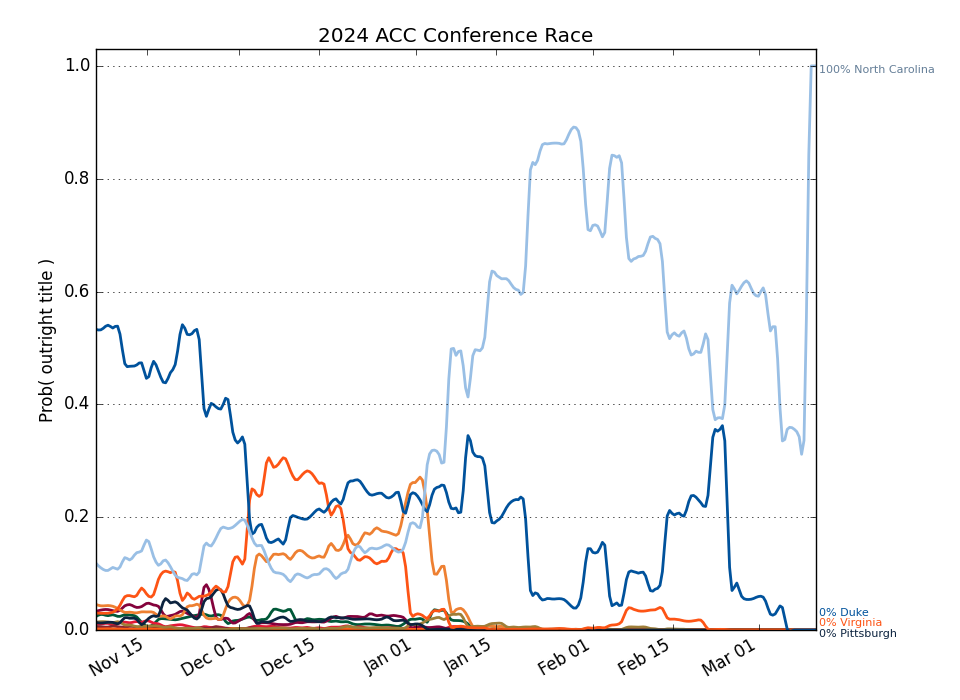 2024 ACC Conference Race
Prob( outright title )
1.0
0.8
0.6
0.4
0.2
0.0
Nov 15
Dec 01
Dec 15
Jan 01
Jan 15
Feb 01
Feb 15
Mar 01
100% North Carolina
0% Duke
0% Virginia
0% Pittsburgh